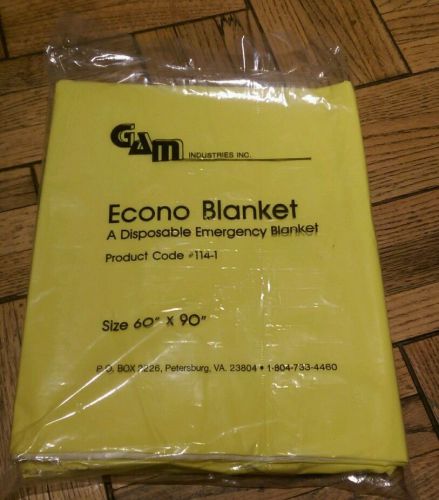 GAM INDUSTRIES INC.
Econo Blanket
A Disposable Emergency Blanket
Product Code #114-1
Size 60" x 90"
P.O. BOX 3226, Petersburg, VA. 23804 • 1-804-733-4460